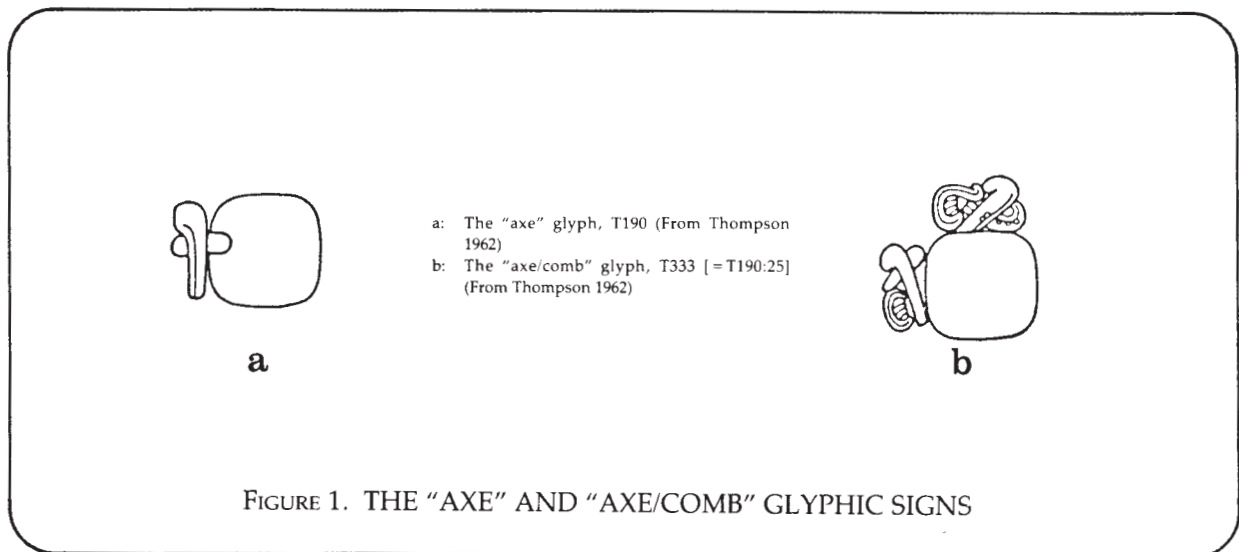 a: The "axe" glyph, T190 (From Thompson
1962)
b: The "axe/comb" glyph, T333 [=T190:25]
(From Thompson 1962)
a
b
FIGURE 1. THE "AXE" AND "AXE/COMB" GLYPHIC SIGNS